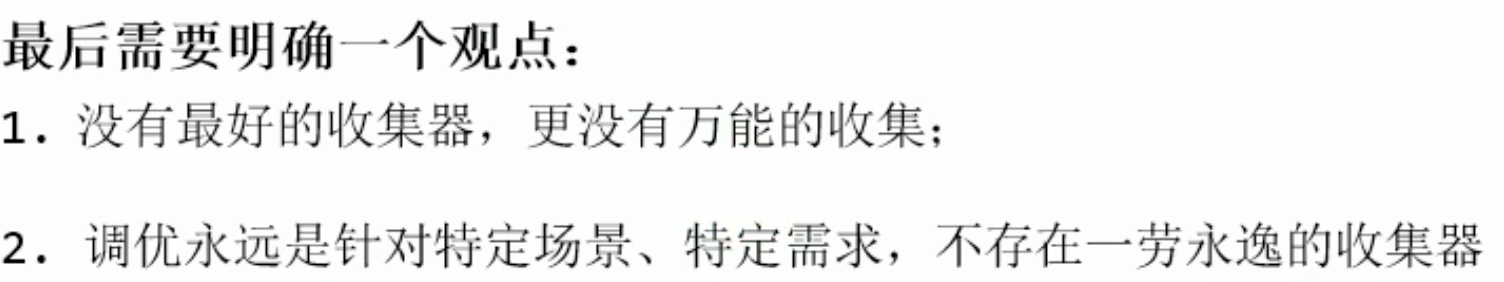 最后需要明确一个观点：
1. 没有最好的收集器，更没有万能的收集；
2. 调优永远是针对特定场景、特定需求，不存在一劳永逸的收集器